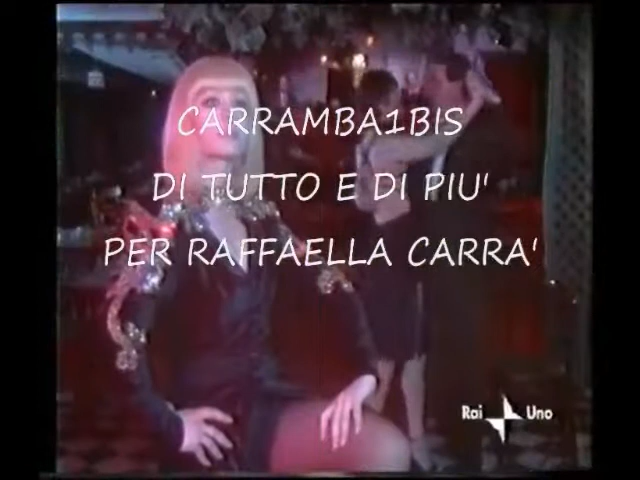 CARRAMBA1BIS
DI TUTTO E DI PIU'
PER RAFFAELLA CARRA'
Rai Uno